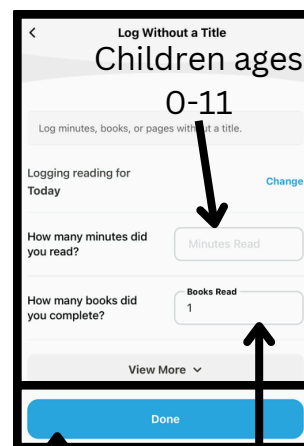 Log Without a Title
Children ages
0-11
Log minutes, books, or pages without a title.
Logging reading for
Today
Change
How many minutes did
you read?
Minutes Read
How many books did
you complete?
Books Read
1
View More
Done